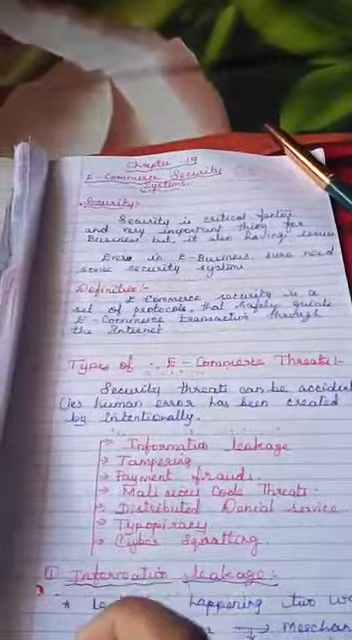 Chapter - 19
E-Commerce Security
Systems
Security:-
Security is critical factor
and very important thing for
Business but, it also having issues
Even in E-Business, sure need
some security system
Definition:-
E Commerce security is a
set of protocols, that safely guide
E-Commerce transaction through
the Internet
Types of E-Commerce Threats:-
Security threats can be accident
human error has been created
by intentionally.
→ Information leakage
→ Tampering
→ Payment frauds.
→ Malicious Code Threats.
→ Distributed Denial service
→ Typopiracy
→ Cyber Squatting.
① Information leakage:-
* happening two
→ Merchan